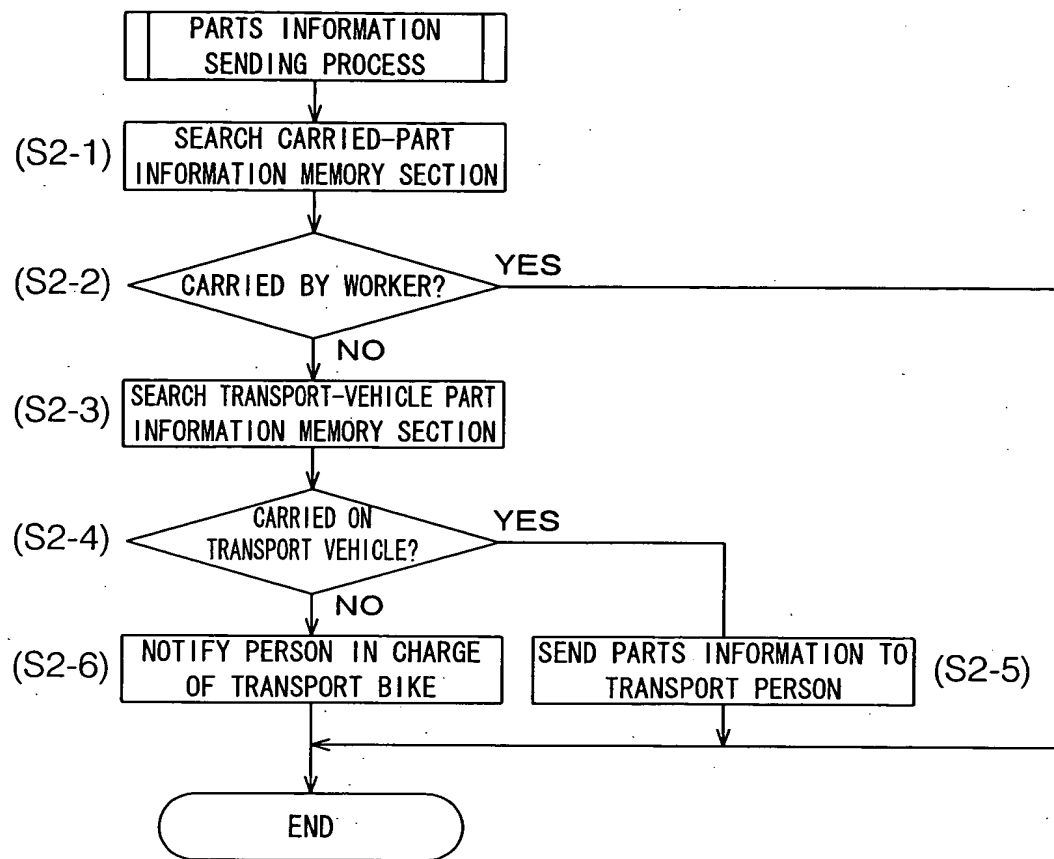 PARTS INFORMATION
SENDING PROCESS
(S2-1)
SEARCH CARRIED-PART
INFORMATION MEMORY SECTION
(S2-2)
CARRIED BY WORKER?
YES
NO
(S2-3)
SEARCH TRANSPORT-VEHICLE PART
INFORMATION MEMORY SECTION
(S2-4)
CARRIED ON
TRANSPORT VEHICLE?
YES
NO
(S2-6)
NOTIFY PERSON IN CHARGE
OF TRANSPORT BIKE
SEND PARTS INFORMATION TO
TRANSPORT PERSON
(S2-5)
END